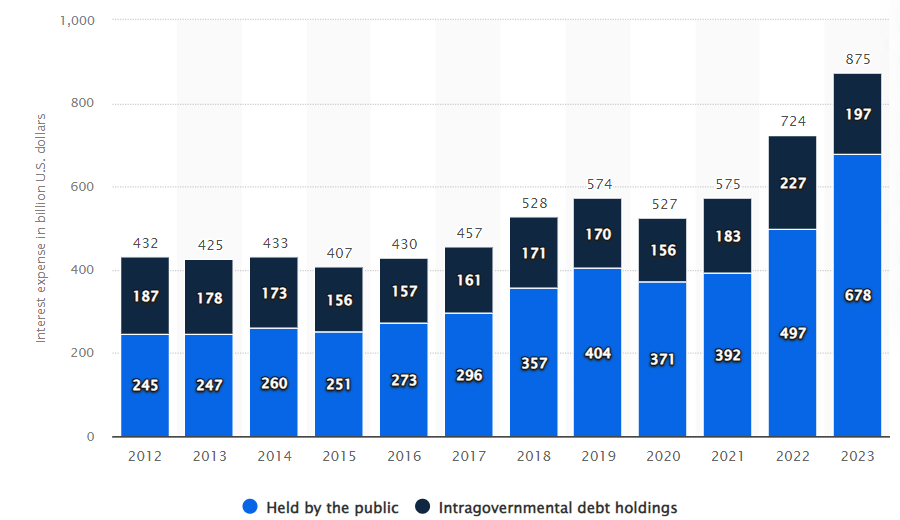 1,000
800
600
400
200
0
Interest expense in billion U.S. dollars
432 425 433 407 430 457 528 574 527 575 724 875
187 178 173 156 157 161 171 170 156 183 227 197
245 247 260 251 273 296 357 404 371 392 497 678
2012 2013 2014 2015 2016 2017 2018 2019 2020 2021 2022 2023
Held by the public Intragovernmental debt holdings